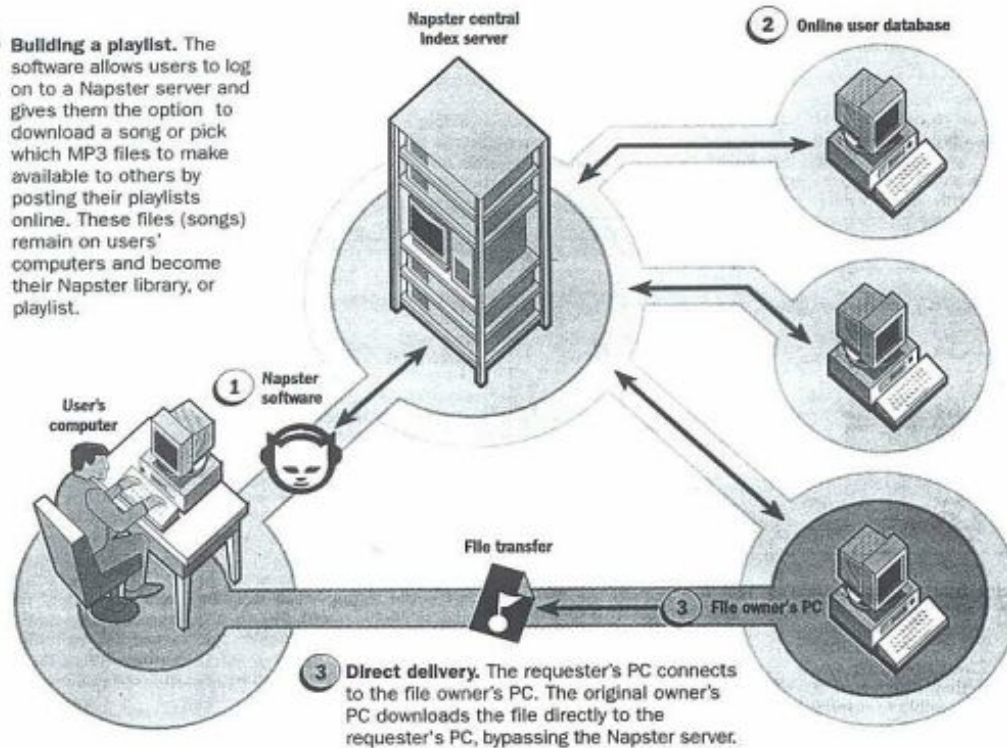 Building a playlist. The
software allows users to log
on to a Napster server and
gives them the option to
download a song or pick
which MP3 files to make
available to others by
posting their playlists
online. These files (songs)
remain on users'
computers and become
their Napster library, or
playlist.
Napster central
index server
2 Online user database
1 Napster
software
User's
computer
File transfer
3 File owner's PC
3 Direct delivery. The requester's PC connects
to the file owner's PC. The original owner's
PC downloads the file directly to the
requester's PC, bypassing the Napster server.